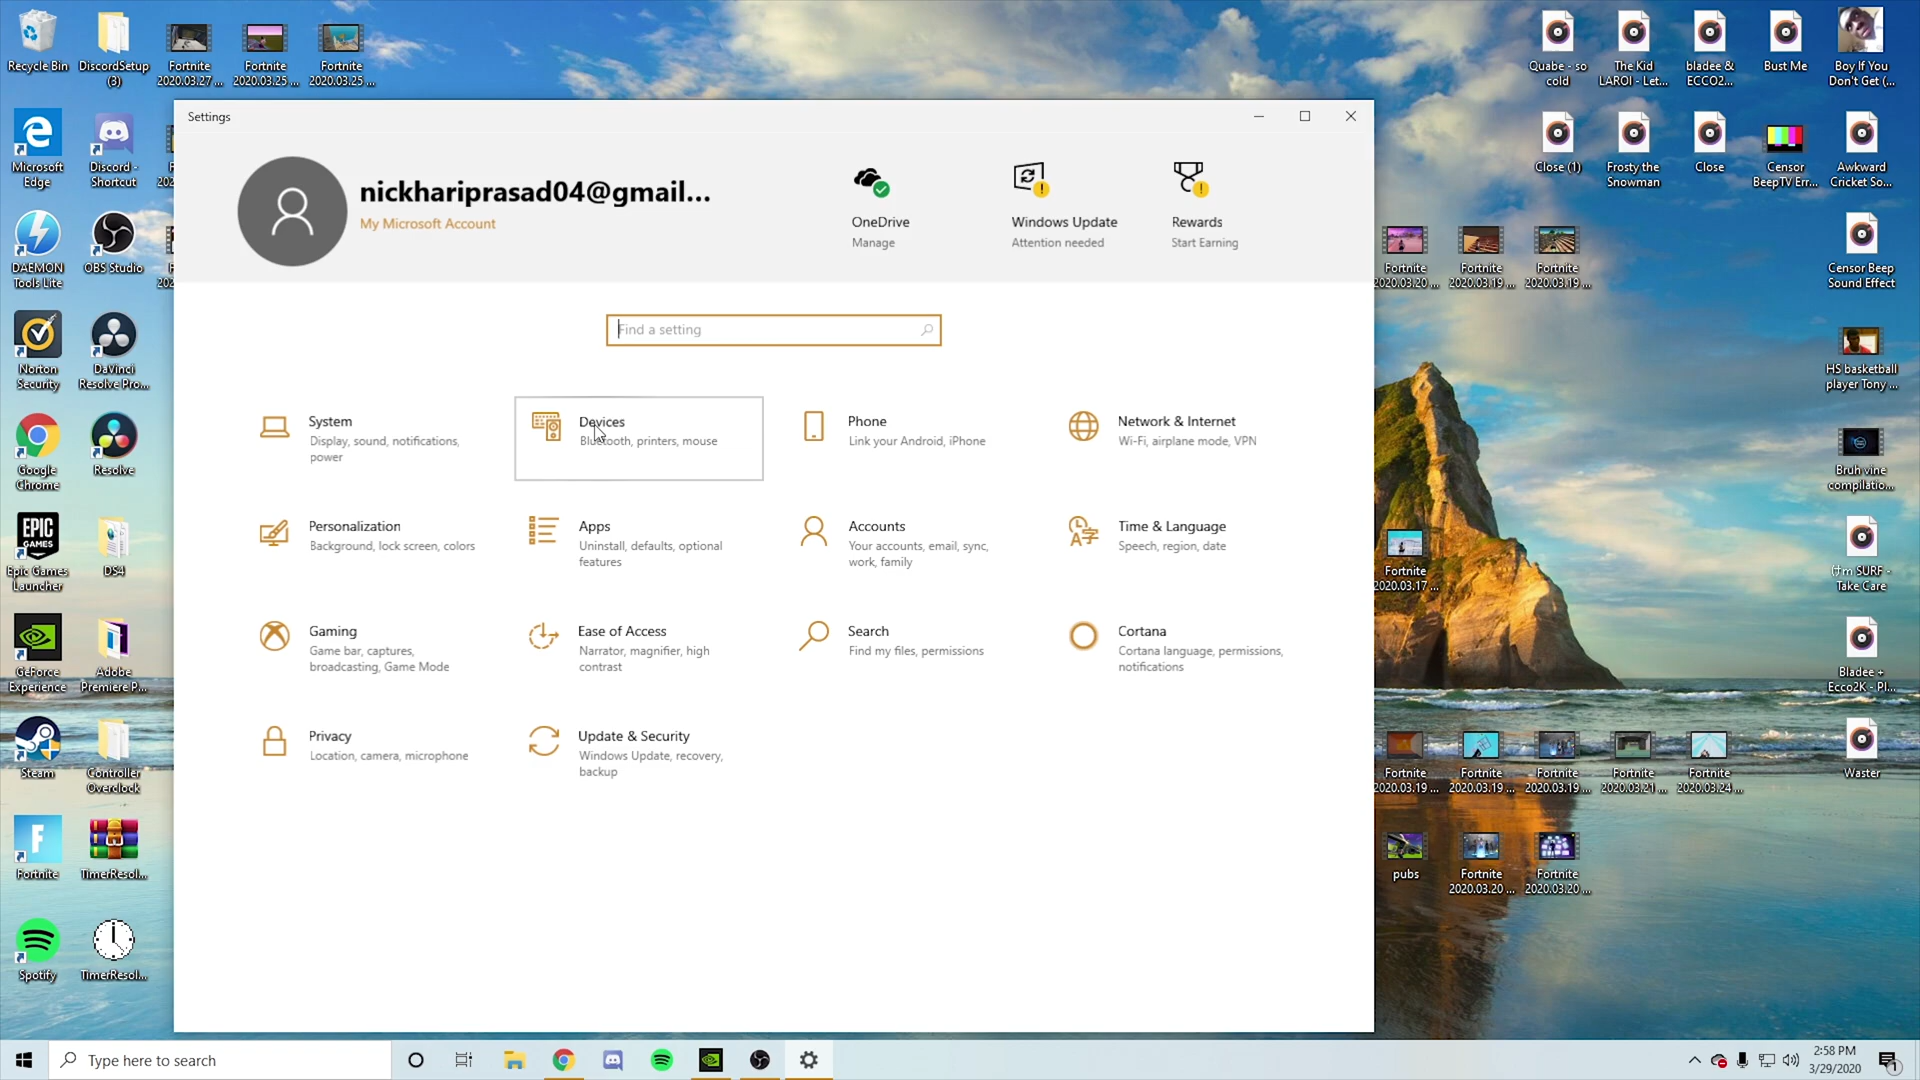 Recycle Bin
DiscordSetup
(3)
Fortnite
2020.03.27 ...
Fortnite
2020.03.25 ...
Fortnite
2020.03.25 ...
Quabe - so
cold
The Kid
LAROI - Let...
bladee &
ECCO2...
Bust Me
Boy If You
Don't Get (...
Microsoft
Edge
Discord -
Shortcut
Close (1)
Frosty the
Snowman
Close
Censor
BeepTV Err...
Awkward
Cricket So...
DAEMON
Tools Lite
OBS Studio
Fortnite
2020.03.20 ...
Fortnite
2020.03.19 ...
Fortnite
2020.03.19 ...
Censor Beep
Sound Effect
Norton
Security
DaVinci
Resolve Pro...
HS basketball
player Tony ...
Google
Chrome
Resolve
Bruh vine
compilatio...
EPIC
GAMES
Epic Games
Launcher
DS4
Fortnite
2020.03.17 ...
SURF -
Take Care
GeForce
Experience
Adobe
Premiere P...
Bladee +
Ecco2K - Pl...
Steam
Controller
Overclock
Fortnite
2020.03.19 ...
Fortnite
2020.03.19 ...
Fortnite
2020.03.19 ...
Fortnite
2020.03.21 ...
Fortnite
2020.03.24 ...
Waster
Fortnite
TimerResol...
pubs
Fortnite
2020.03.20 ...
Fortnite
2020.03.20 ...
Spotify
TimerResol...
Settings
nickhariprasad04@gmail...
My Microsoft Account
OneDrive
Manage
Windows Update
Attention needed
Rewards
Start Earning
Find a setting
System
Display, sound, notifications,
power
Devices
Bluetooth, printers, mouse
Phone
Link your Android, iPhone
Network & Internet
Wi-Fi, airplane mode, VPN
Personalization
Background, lock screen, colors
Apps
Uninstall, defaults, optional
features
Accounts
Your accounts, email, sync,
work, family
Time & Language
Speech, region, date
Gaming
Game bar, captures,
broadcasting, Game Mode
Ease of Access
Narrator, magnifier, high
contrast
Search
Find my files, permissions
Cortana
Cortana language, permissions,
notifications
Privacy
Location, camera, microphone
Update & Security
Windows Update, recovery,
backup
Type here to search
2:58 PM
3/29/2020
1